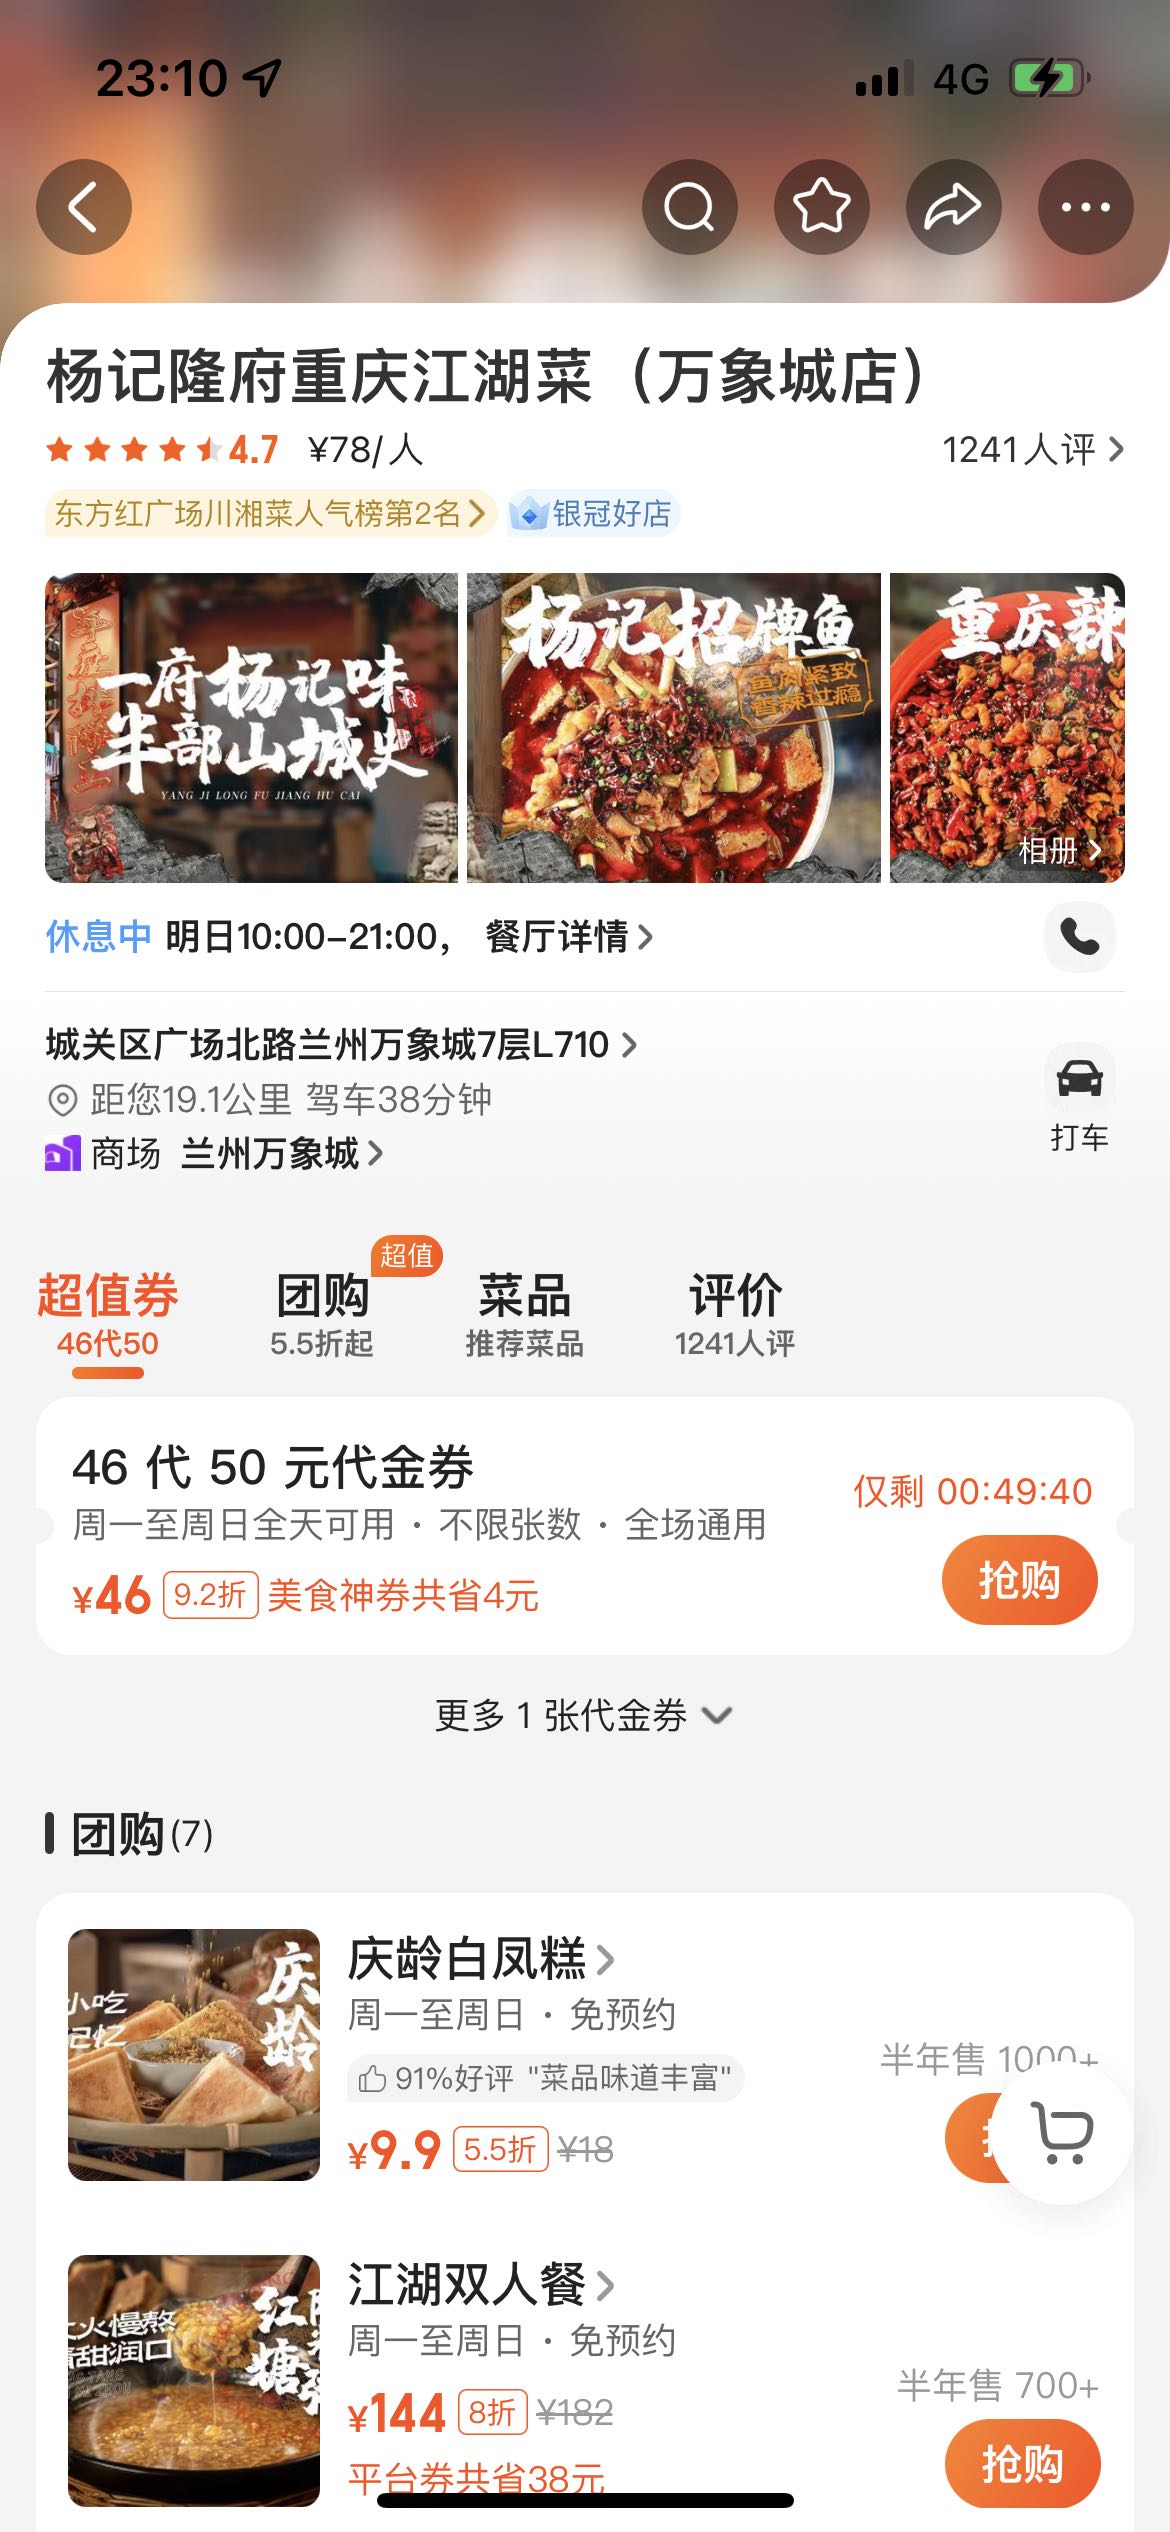 23:10
4G
杨记隆府重庆江湖菜（万象城店）
4.7 ¥78/人 1241人评
东方红广场川湘菜人气榜第2名 银冠好店
一府杨记味
半部山城史
YANG JI LONG FU JIANG HU CAI
杨记招牌鱼
鱼肉紧致
香辣过瘾
重庆辣
相册
休息中 明日10:00-21:00， 餐厅详情
城关区广场北路兰州万象城7层L710
距您19.1公里 驾车38分钟
打车
商场 兰州万象城
超值
超值券 团购 菜品 评价
46代50 5.5折起 推荐菜品 1241人评
46 代 50 元代金券
仅剩 00:49:40
周一至周日全天可用 · 不限张数 · 全场通用
¥46 9.2折 美食神券共省4元
抢购
更多 1 张代金券
团购(7)
庆龄
小吃
记忆
庆龄白凤糕
周一至周日 · 免预约
半年售 1000+
91%好评 "菜品味道丰富"
¥9.9 5.5折 ¥18
火慢熬
甜润口
红
糖
江湖双人餐
周一至周日 · 免预约
半年售 700+
¥144 8折 ¥182
抢购
平台券共省38元